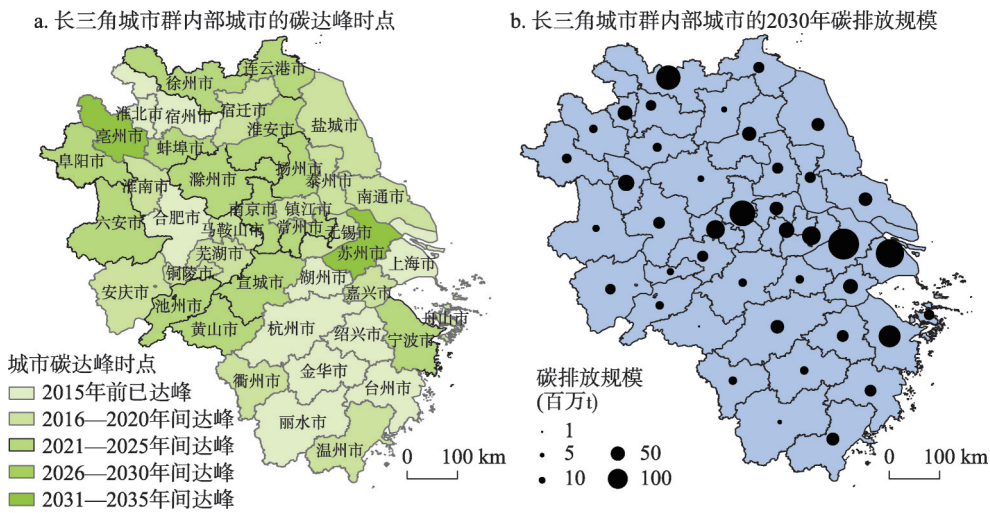 a. 长三角城市群内部城市的碳达峰时点
连云港市
徐州市
淮北市
宿州市
宿迁市
亳州市
淮安市
盐城市
阜阳市
蚌埠市
扬州市
泰州市
淮南市
滁州市
南通市
六安市
合肥市
南京市
镇江市
马鞍山市
常州市
无锡市
苏州市
芜湖市
上海市
铜陵市
宣城市
湖州市
嘉兴市
安庆市
池州市
舟山市
黄山市
杭州市
绍兴市
宁波市
衢州市
金华市
台州市
丽水市
温州市
城市碳达峰时点
2015年前已达峰
2016—2020年间达峰
2021—2025年间达峰
2026—2030年间达峰
2031—2035年间达峰
0 100 km
b. 长三角城市群内部城市的2030年碳排放规模
碳排放规模
(百万t)
1
5 50
10 100
0 100 km